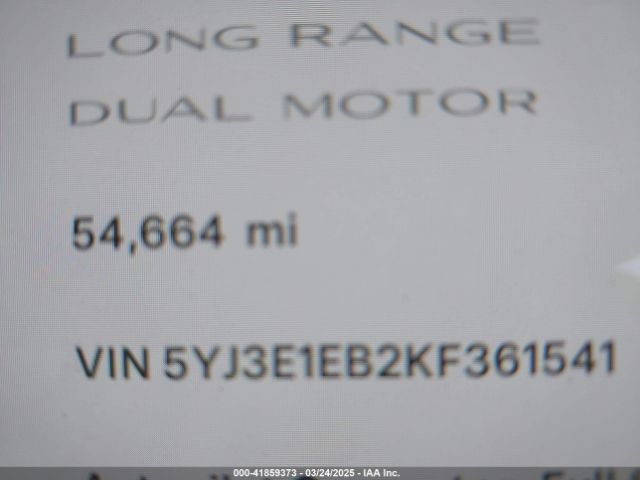 LONG RANGE
DUAL MOTOR
54,664 mi
VIN 5YJ3E1EB2KF361541
000-41859373 - 03/24/2025 - IAA Inc.